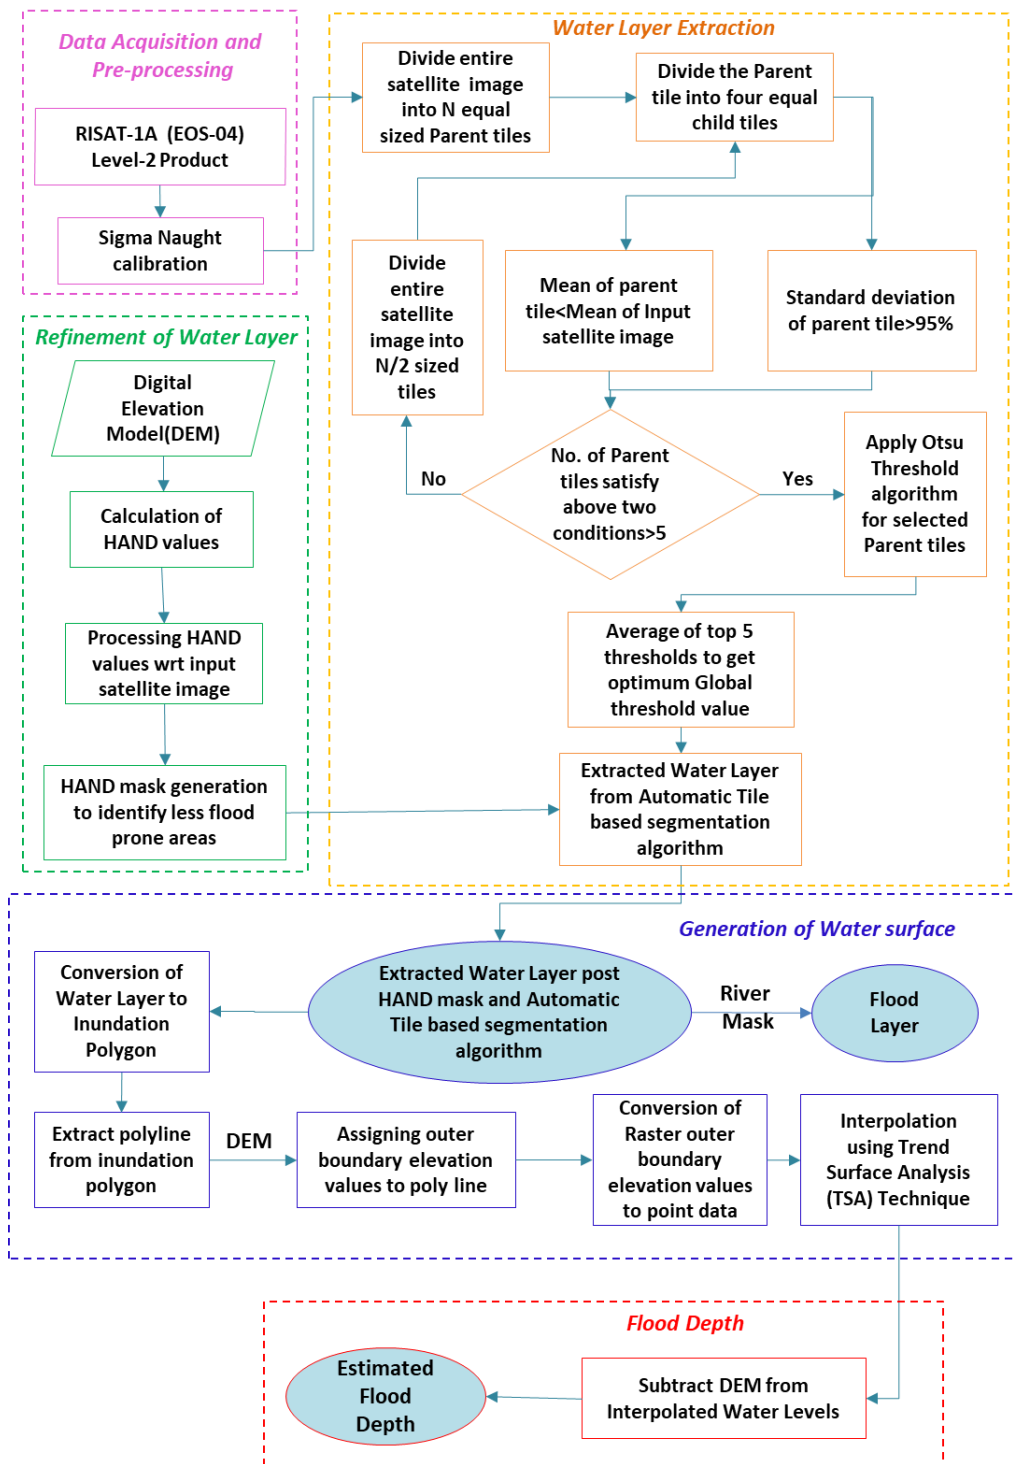 Data Acquisition and
Pre-processing
RISAT-1A (EOS-04)
Level-2 Product
Sigma Naught
calibration
Water Layer Extraction
Divide entire
satellite image
into N equal
sized Parent tiles
Divide the Parent
tile into four equal
child tiles
Divide
entire
satellite
image into
N/2 sized
tiles
Mean of parent
tile<Mean of Input
satellite image
Standard deviation
of parent tile>95%
No. of Parent
tiles satisfy
above two
conditions>5
No
Yes
Apply Otsu
Threshold
algorithm
for selected
Parent tiles
Average of top 5
thresholds to get
optimum Global
threshold value
Extracted Water Layer
from Automatic Tile
based segmentation
algorithm
Refinement of Water Layer
Digital
Elevation
Model(DEM)
Calculation of
HAND values
Processing HAND
values wrt input
satellite image
HAND mask generation
to identify less flood
prone areas
Generation of Water surface
Extracted Water Layer post
HAND mask and Automatic
Tile based segmentation
algorithm
River
Mask
Flood
Layer
Conversion of
Water Layer to
Inundation
Polygon
Extract polyline
from inundation
polygon
DEM
Assigning outer
boundary elevation
values to poly line
Conversion of
Raster outer
boundary
elevation values
to point data
Interpolation
using Trend
Surface Analysis
(TSA) Technique
Flood Depth
Subtract DEM from
Interpolated Water Levels
Estimated
Flood
Depth